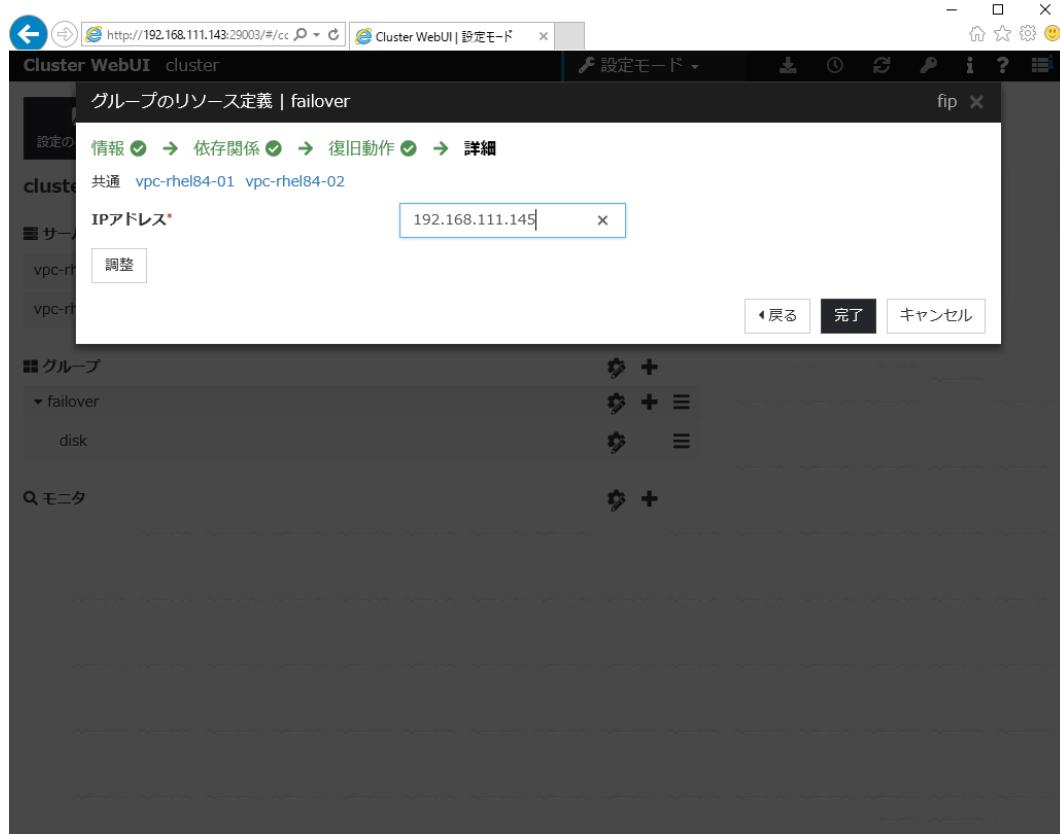 http://192.168.111.143:29003/#/cc
Cluster WebUI | 設定モード
Cluster WebUI cluster 設定モード
グループのリソース定義 | failover fip
情報 → 依存関係 → 復旧動作 → 詳細
共通 vpc-rhel84-01 vpc-rhel84-02
IPアドレス* 192.168.111.145
調整
戻る 完了 キャンセル
設定の
cluste
サー
vpc-rh
vpc-rh
グループ
failover
disk
モニタ